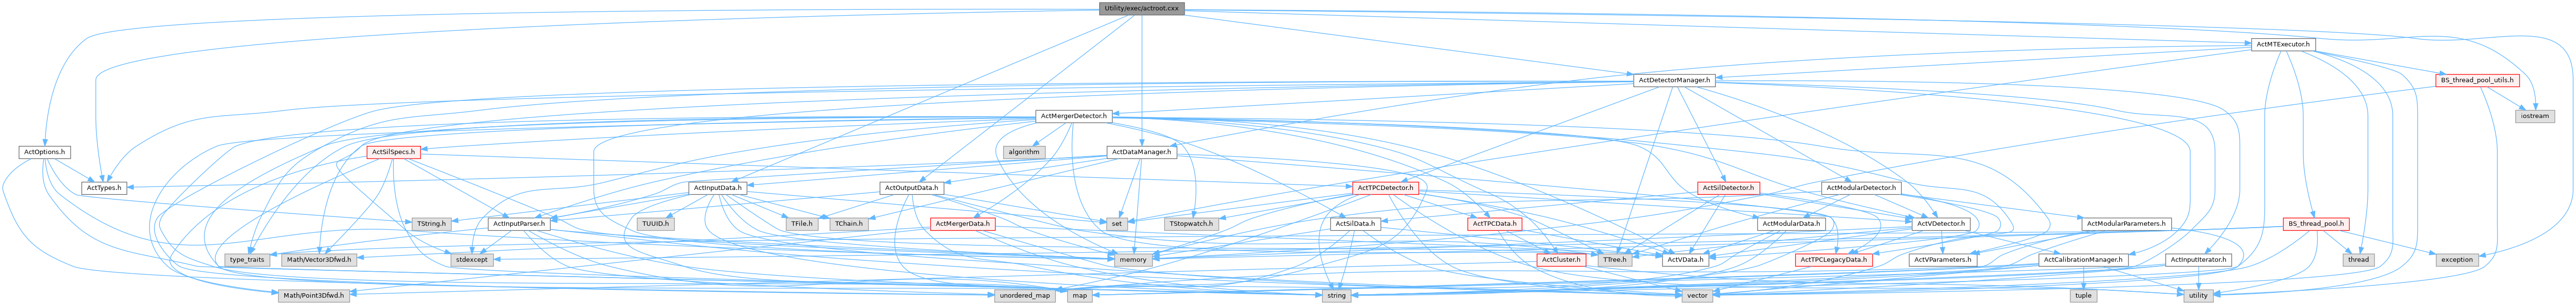 Utility/exec/actroot.cxx
ActMTExecutor.h
ActDetectorManager.h
BS_thread_pool_utils.h
ActMergerDetector.h
iostream
ActOptions.h
ActSilSpecs.h
algorithm
ActDataManager.h
ActTypes.h
ActInputData.h
ActOutputData.h
ActTPCDetector.h
ActSilDetector.h
ActModularDetector.h
TString.h
ActInputParser.h
TUUID.h
TFile.h
TChain.h
set
ActMergerData.h
TStopwatch.h
ActSilData.h
ActTPCData.h
ActModularData.h
ActVDetector.h
ActModularParameters.h
BS_thread_pool.h
type_traits
Math/Vector3Dfwd.h
stdexcept
memory
ActCluster.h
TTree.h
ActVData.h
ActTPCLegacyData.h
ActVParameters.h
ActCalibrationManager.h
ActInputIterator.h
thread
exception
Math/Point3Dfwd.h
unordered_map
map
string
vector
tuple
utility